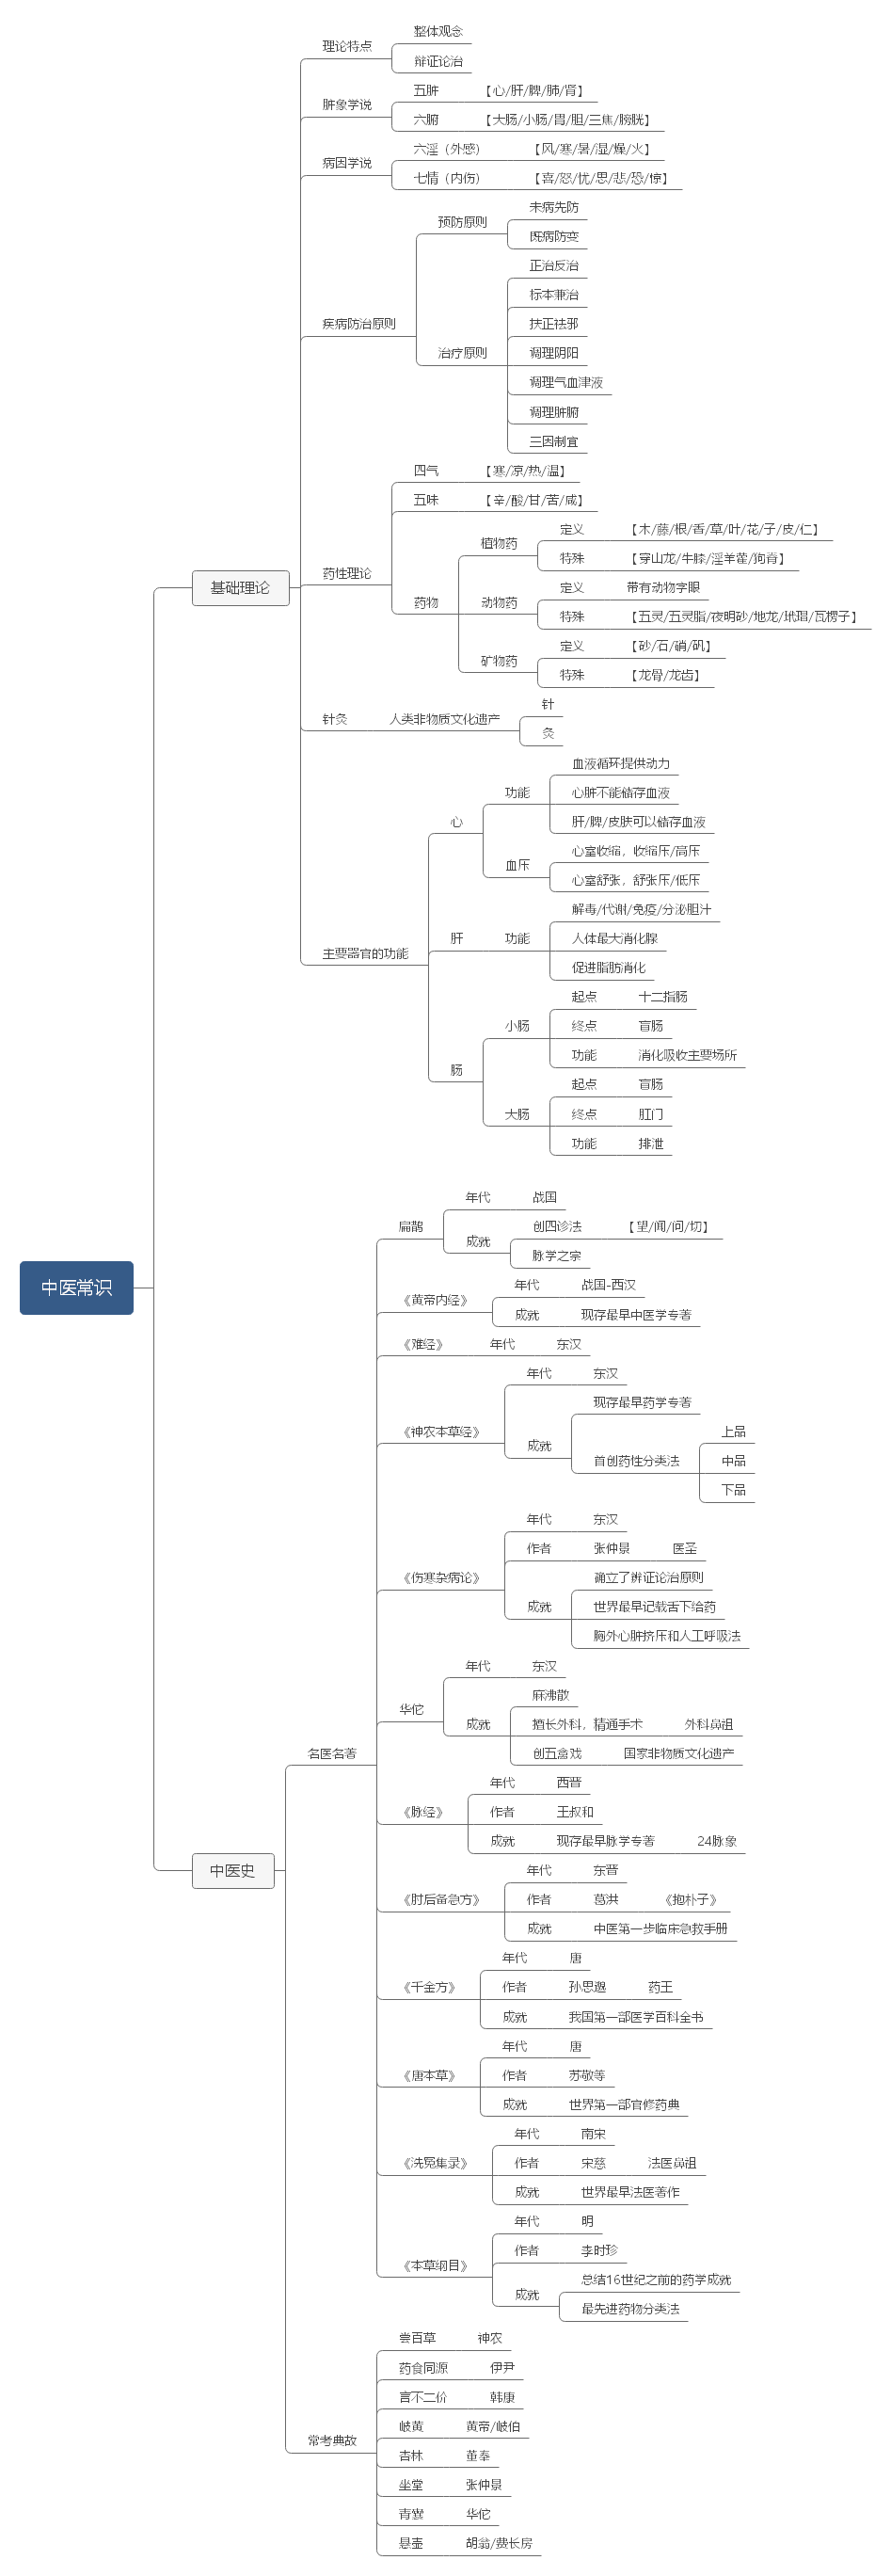 整体观念
理论特点
辩证论治
五脏 【心/肝/脾/肺/肾】
脏象学说
六腑 【大肠/小肠/胃/胆/三焦/膀胱】
六淫（外感） 【风/寒/暑/湿/燥/火】
病因学说
七情（内伤） 【喜/怒/忧/思/悲/恐/惊】
未病先防
预防原则
既病防变
正治反治
标本兼治
疾病防治原则
扶正祛邪
治疗原则
调理阴阳
调理气血津液
调理脏腑
三因制宜
四气 【寒/凉/热/温】
五味 【辛/酸/甘/苦/咸】
定义 【木/藤/根/香/草/叶/花/子/皮/仁】
植物药
特殊 【穿山龙/牛膝/淫羊藿/狗脊】
基础理论
药性理论
定义 带有动物字眼
药物
动物药
特殊 【五灵/五灵脂/夜明砂/地龙/玳瑁/瓦楞子】
定义 【砂/石/硝/矾】
矿物药
特殊 【龙骨/龙齿】
针
针灸 人类非物质文化遗产
灸
血液循环提供动力
功能
心脏不能储存血液
心
肝/脾/皮肤可以储存血液
心室收缩，收缩压/高压
血压
心室舒张，舒张压/低压
解毒/代谢/免疫/分泌胆汁
肝 功能 人体最大消化腺
主要器官的功能
促进脂肪消化
起点 十二指肠
小肠
终点 盲肠
功能 消化吸收主要场所
肠
起点 盲肠
大肠
终点 肛门
功能 排泄
年代 战国
扁鹊
创四诊法 【望/闻/问/切】
成就
脉学之宗
中医常识
年代 战国-西汉
《黄帝内经》
成就 现存最早中医学专著
《难经》 年代 东汉
年代 东汉
现存最早药学专著
《神农本草经》
成就
上品
首创药性分类法 中品
下品
年代 东汉
作者 张仲景 医圣
《伤寒杂病论》
确立了辨证论治原则
成就
世界最早记载舌下给药
胸外心脏挤压和人工呼吸法
年代 东汉
麻沸散
华佗
成就
擅长外科，精通手术 外科鼻祖
创五禽戏 国家非物质文化遗产
名医名著
年代 西晋
《脉经》 作者 王叔和
成就 现存最早脉学专著 24脉象
中医史
年代 东晋
《肘后备急方》 作者 葛洪 《抱朴子》
成就 中医第一步临床急救手册
年代 唐
《千金方》 作者 孙思邈 药王
成就 我国第一部医学百科全书
年代 唐
《唐本草》 作者 苏敬等
成就 世界第一部官修药典
年代 南宋
《洗冤集录》 作者 宋慈 法医鼻祖
成就 世界最早法医著作
年代 明
作者 李时珍
《本草纲目》
总结16世纪之前的药学成就
成就
最先进药物分类法
尝百草 神农
药食同源 伊尹
言不二价 韩康
岐黄 黄帝/岐伯
常考典故
杏林 董奉
坐堂 张仲景
青囊 华佗
悬壶 胡翁/费长房